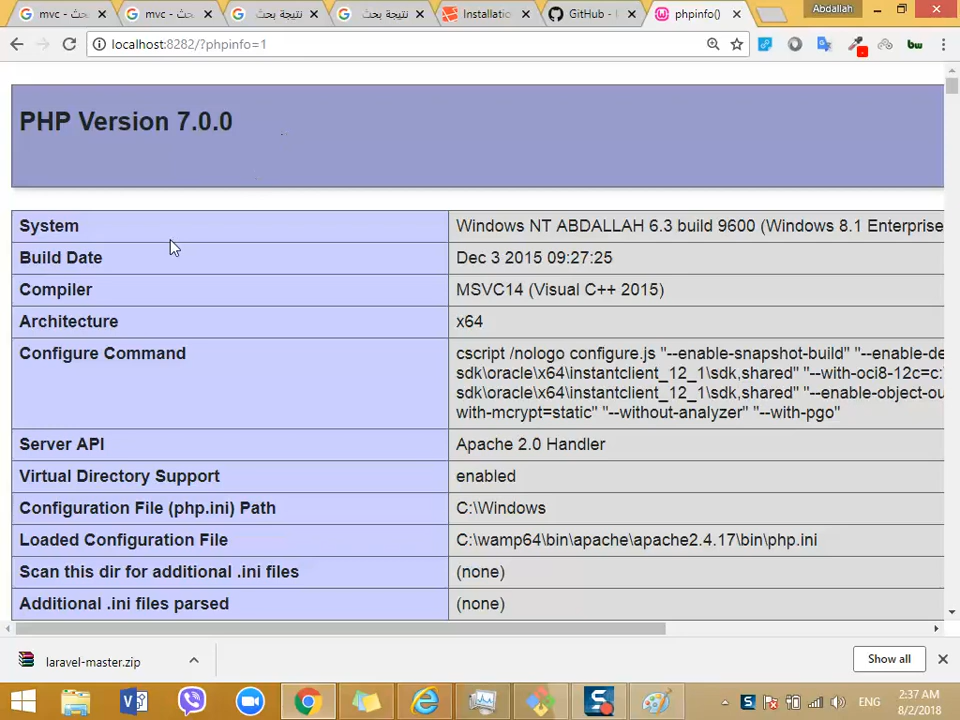 mvc - بحث
mvc - بحث
نتيجة بحث
نتيجة بحث
Installatio
GitHub - l
phpinfo()
Abdallah
localhost:8282/?phpinfo=1
bw
PHP Version 7.0.0
System
Windows NT ABDALLAH 6.3 build 9600 (Windows 8.1 Enterprise
Build Date
Dec 3 2015 09:27:25
Compiler
MSVC14 (Visual C++ 2015)
Architecture
x64
Configure Command
cscript /nologo configure.js "--enable-snapshot-build" "--enable-de
sdk\oracle\x64\instantclient_12_1\sdk,shared" "--with-oci8-12c=c:
sdk\oracle\x64\instantclient_12_1\sdk,shared" "--enable-object-ou
with-mcrypt=static" "--without-analyzer" "--with-pgo"
Server API
Apache 2.0 Handler
Virtual Directory Support
enabled
Configuration File (php.ini) Path
C:\Windows
Loaded Configuration File
C:\wamp64\bin\apache\apache2.4.17\bin\php.ini
Scan this dir for additional .ini files
(none)
Additional .ini files parsed
(none)
laravel-master.zip
Show all
ENG
2:37 AM
8/2/2018